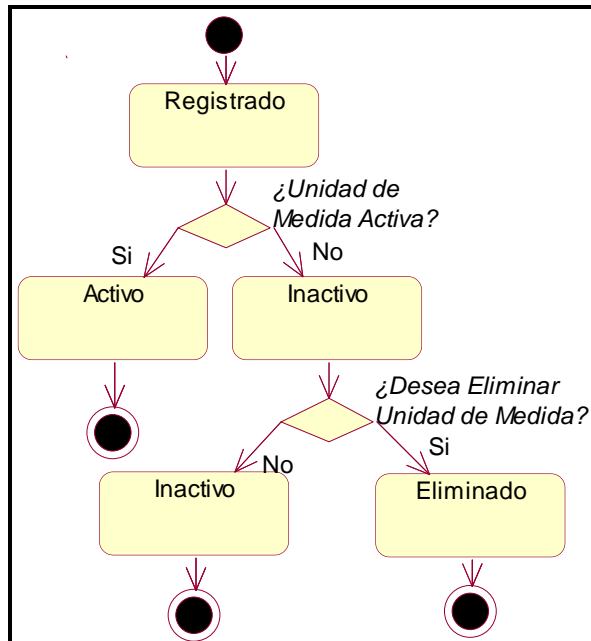 Registrado
¿Unidad de
Medida Activa?
Si
No
Activo
Inactivo
¿Desea Eliminar
Unidad de Medida?
No
Si
Inactivo
Eliminado